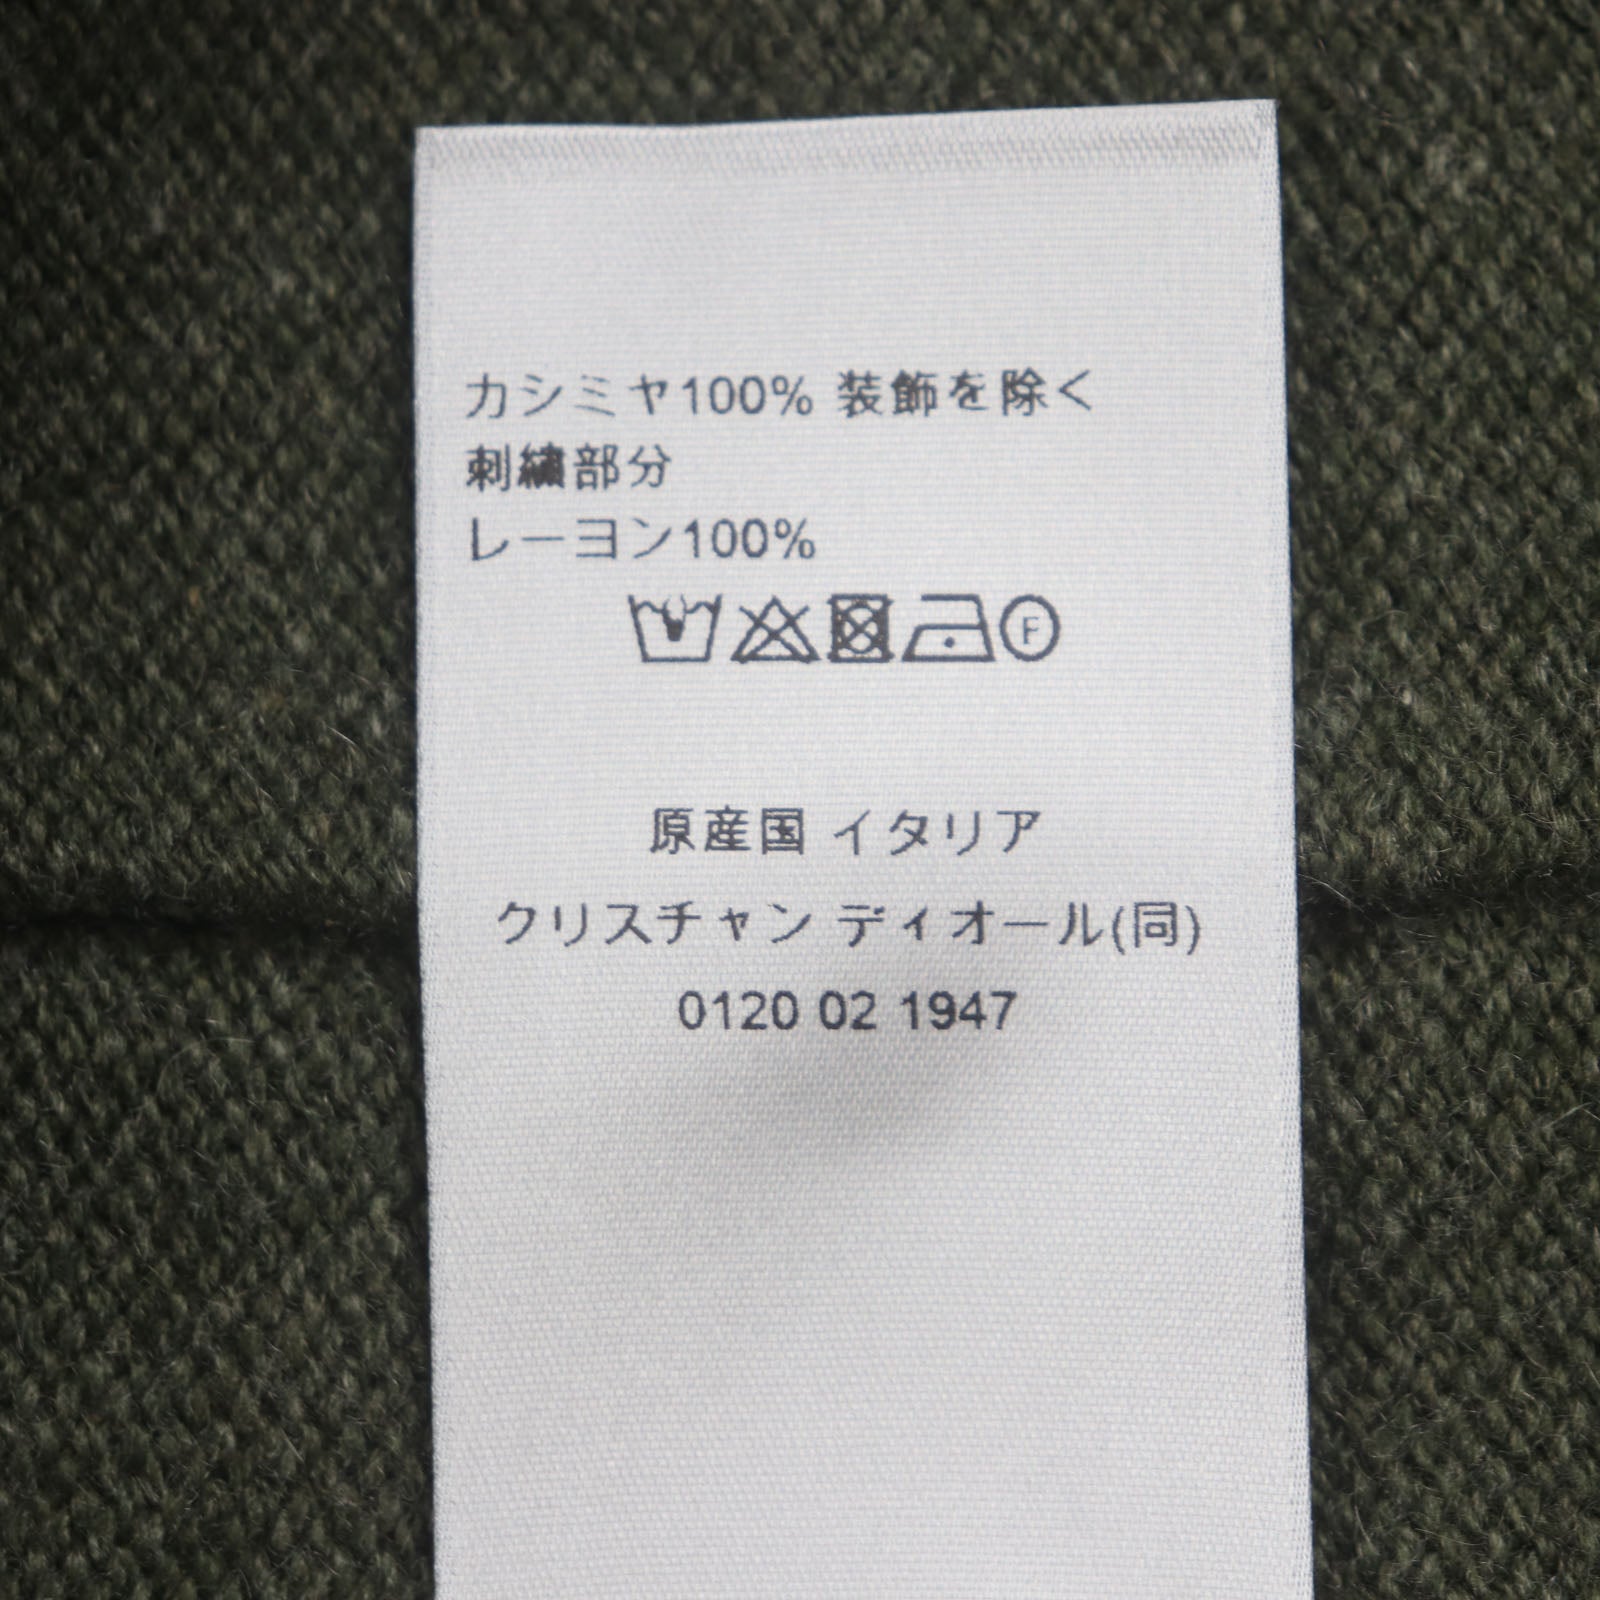 カシミヤ100% 装飾を除く
刺繍部分
レーヨン100%
F
原産国 イタリア
クリスチャン ディオール(同)
0120 02 1947